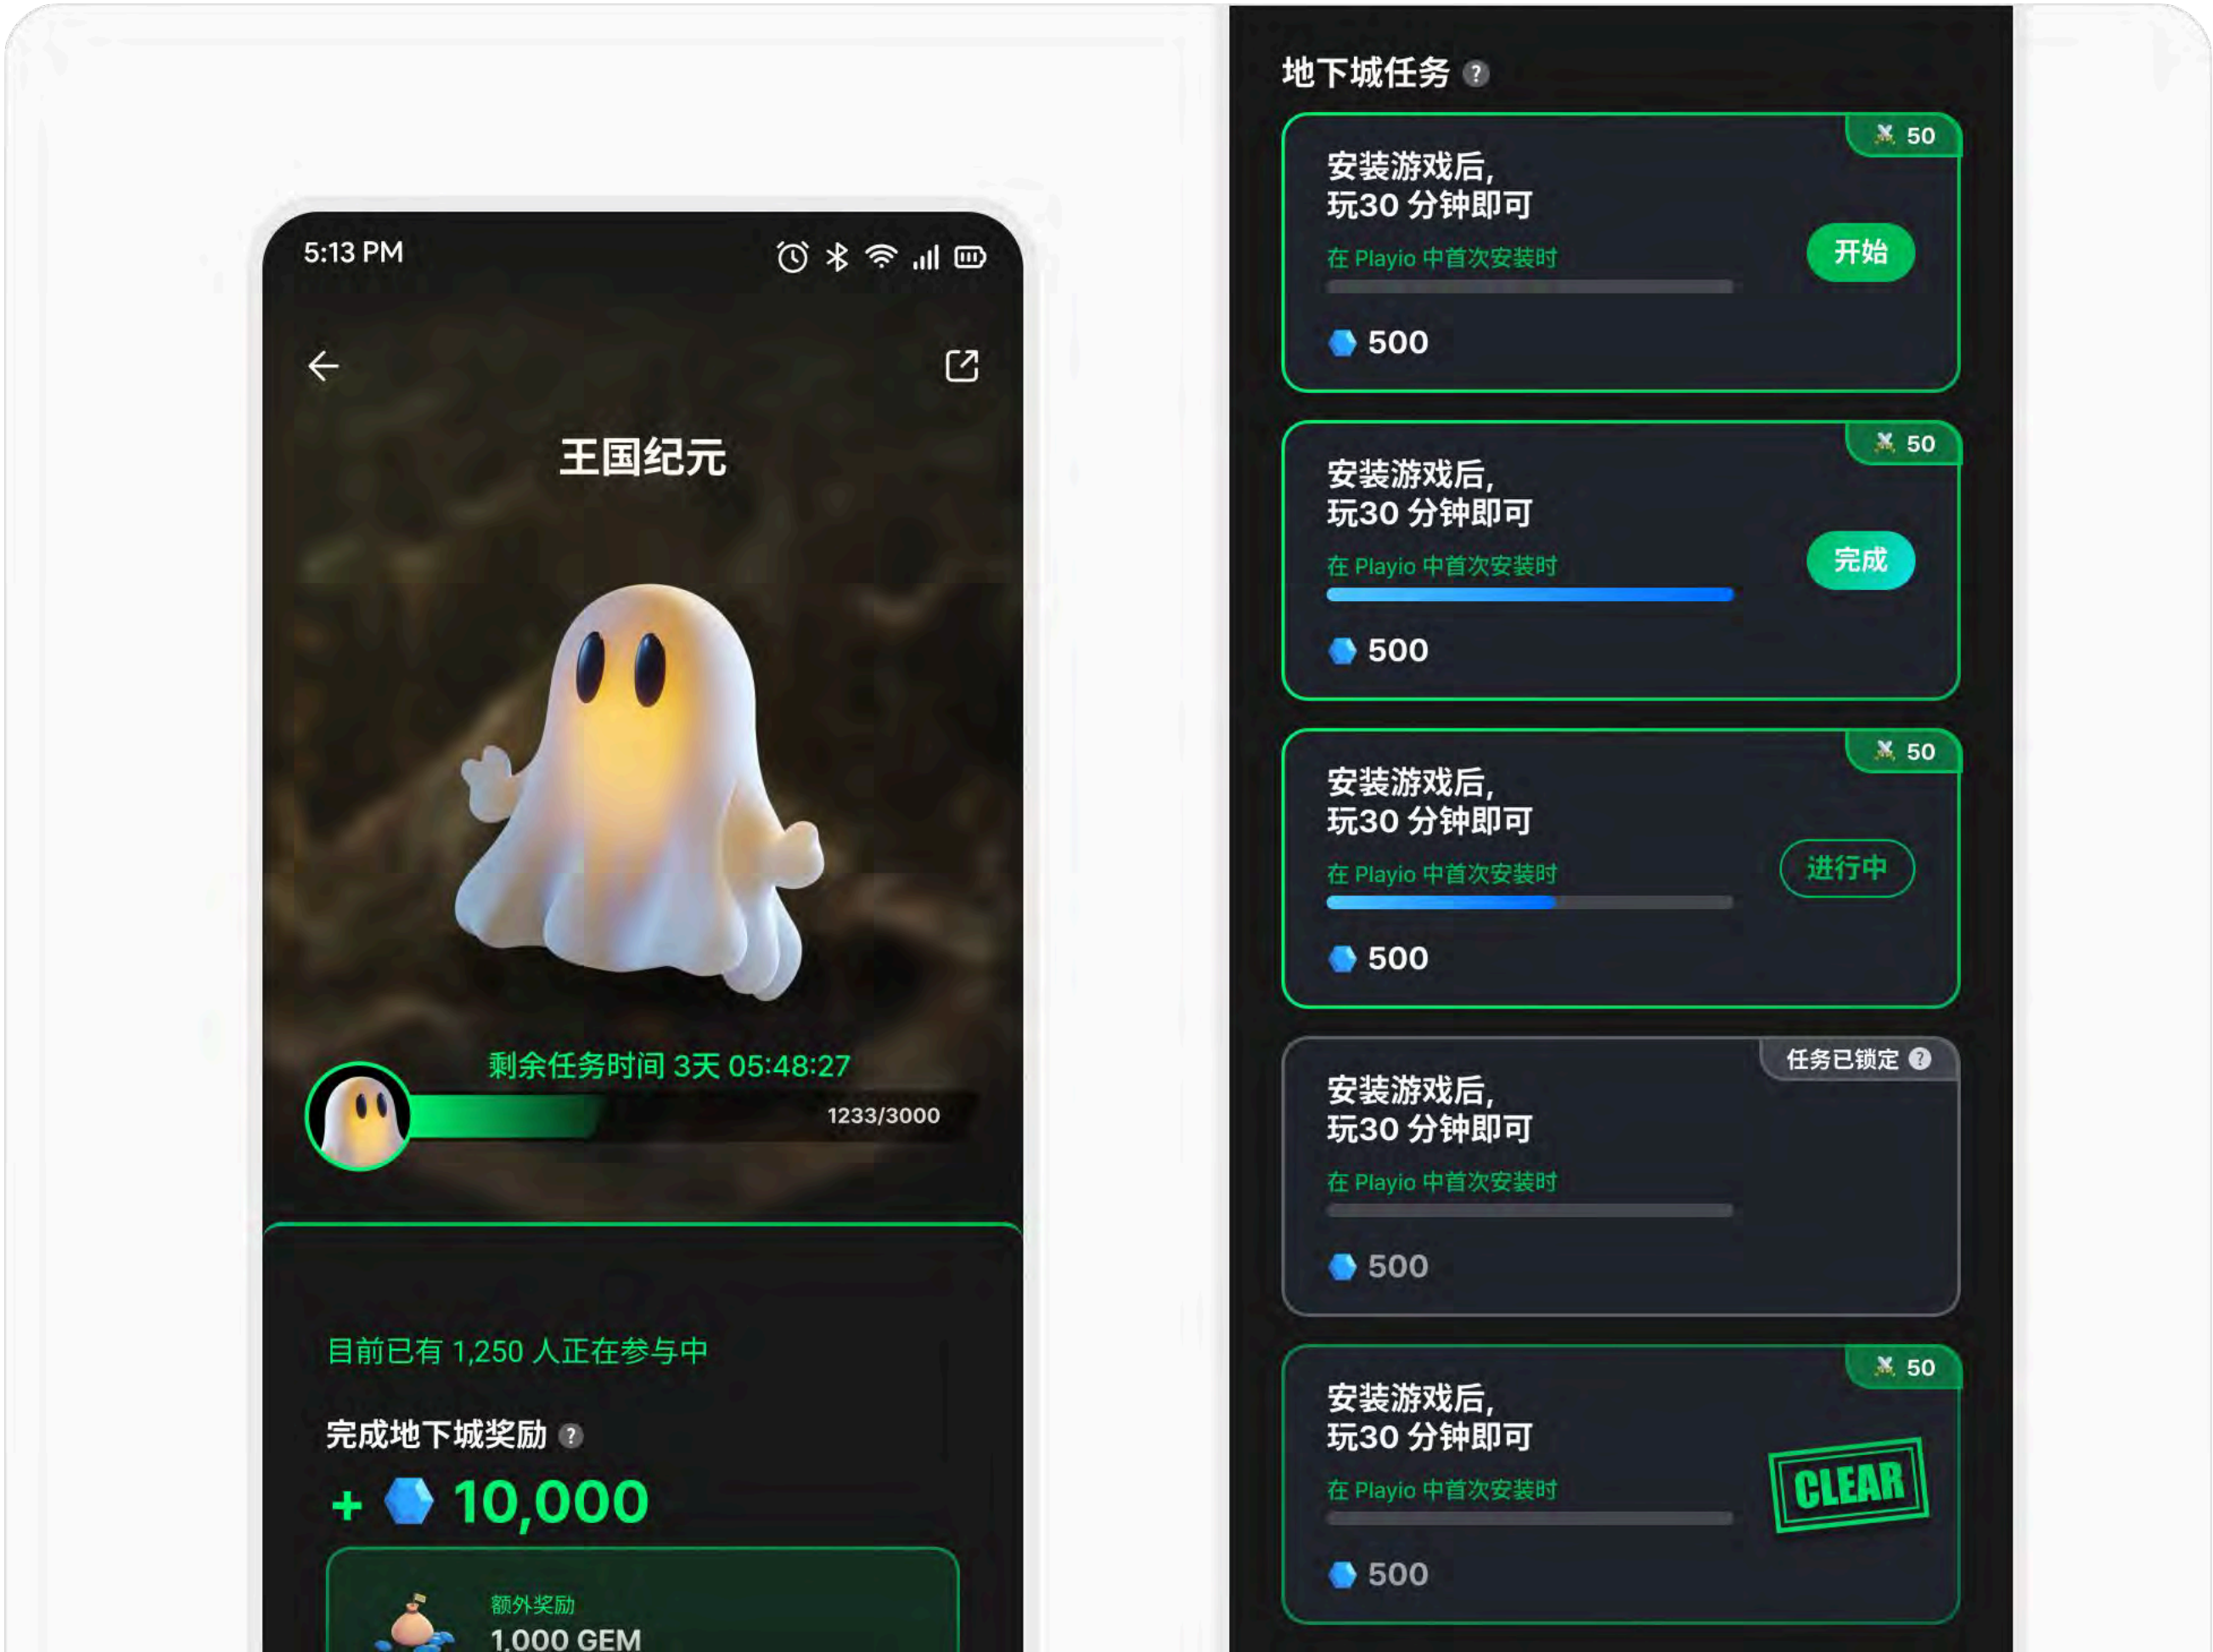 5:13 PM
王国纪元
剩余任务时间 3天 05:48:27
1233/3000
目前已有 1,250 人正在参与中
完成地下城奖励 ?
+ 10,000
额外奖励
1,000 GEM
地下城任务 ?
50
安装游戏后,
玩30 分钟即可
在 Playio 中首次安装时
开始
500
50
安装游戏后,
玩30 分钟即可
在 Playio 中首次安装时
完成
500
50
安装游戏后,
玩30 分钟即可
在 Playio 中首次安装时
进行中
500
任务已锁定 ?
安装游戏后,
玩30 分钟即可
在 Playio 中首次安装时
500
50
安装游戏后,
玩30 分钟即可
在 Playio 中首次安装时
CLEAR
500